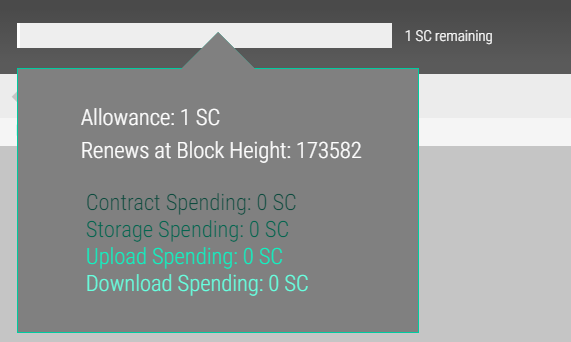 1 SC remaining
Allowance: 1 SC
Renews at Block Height: 173582
Contract Spending: 0 SC
Storage Spending: 0 SC
Upload Spending: 0 SC
Download Spending: 0 SC